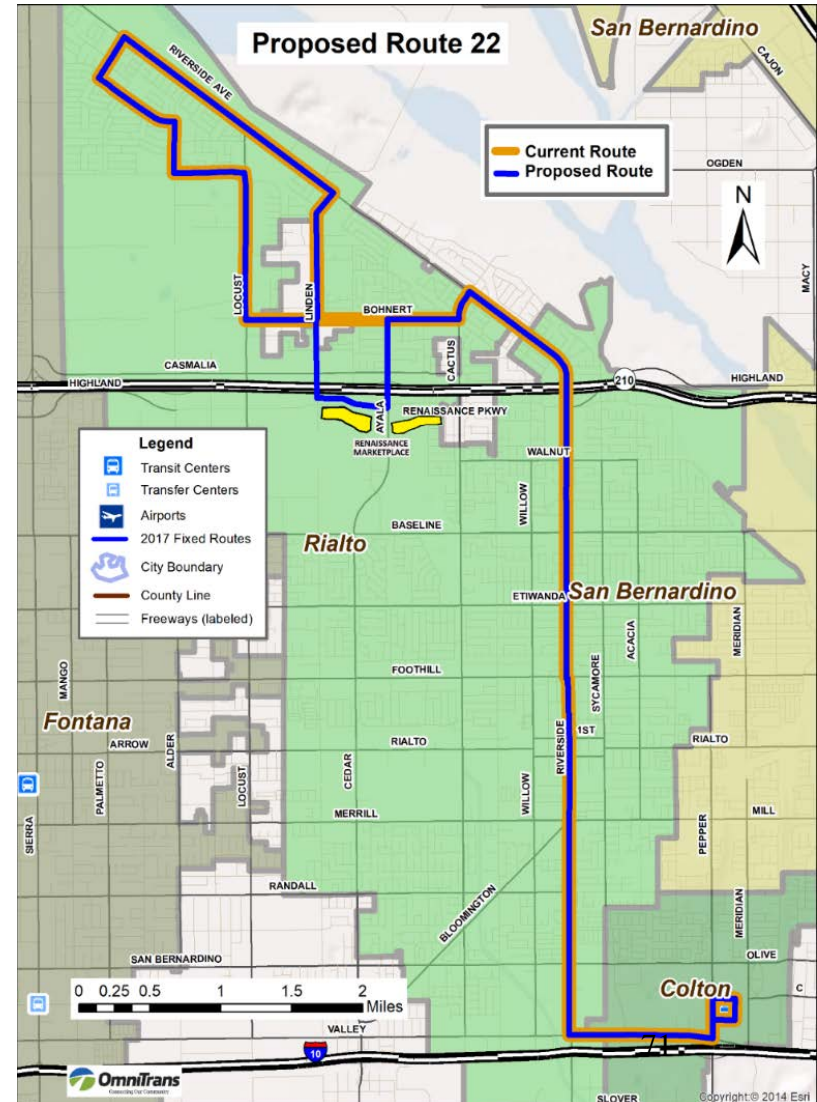 Proposed Route 22
San Bernardino
CAJON
RIVERSIDE AVE
Current Route
Proposed Route
OGDEN
N
MACY
LOCUST
LINDEN
BOHNERT
CACTUS
CASMALIA
HIGHLAND
210
HIGHLAND
AYALA
RENAISSANCE PKWY
RENAISSANCE
MARKETPLACE
WALNUT
Legend
Transit Centers
Transfer Centers
Airports
2017 Fixed Routes
City Boundary
County Line
Freeways (labeled)
WILLOW
BASELINE
Rialto
ETIWANDA
San Bernardino
ACACIA
MERIDIAN
SYCAMORE
FOOTHILL
MANGO
Fontana
ARROW
ALDER
RIALTO
1ST
RIVERSIDE
RIALTO
PALMETTO
LOCUST
CEDAR
WILLOW
MERRILL
MILL
SIERRA
PEPPER
RANDALL
BLOOMINGTON
MERIDIAN
SAN BERNARDINO
OLIVE
Colton
C
0 0.25 0.5 1 1.5 2
Miles
VALLEY
10
OmniTrans
Connecting Our Community
SLOVER
Copyright:© 2014 Esri